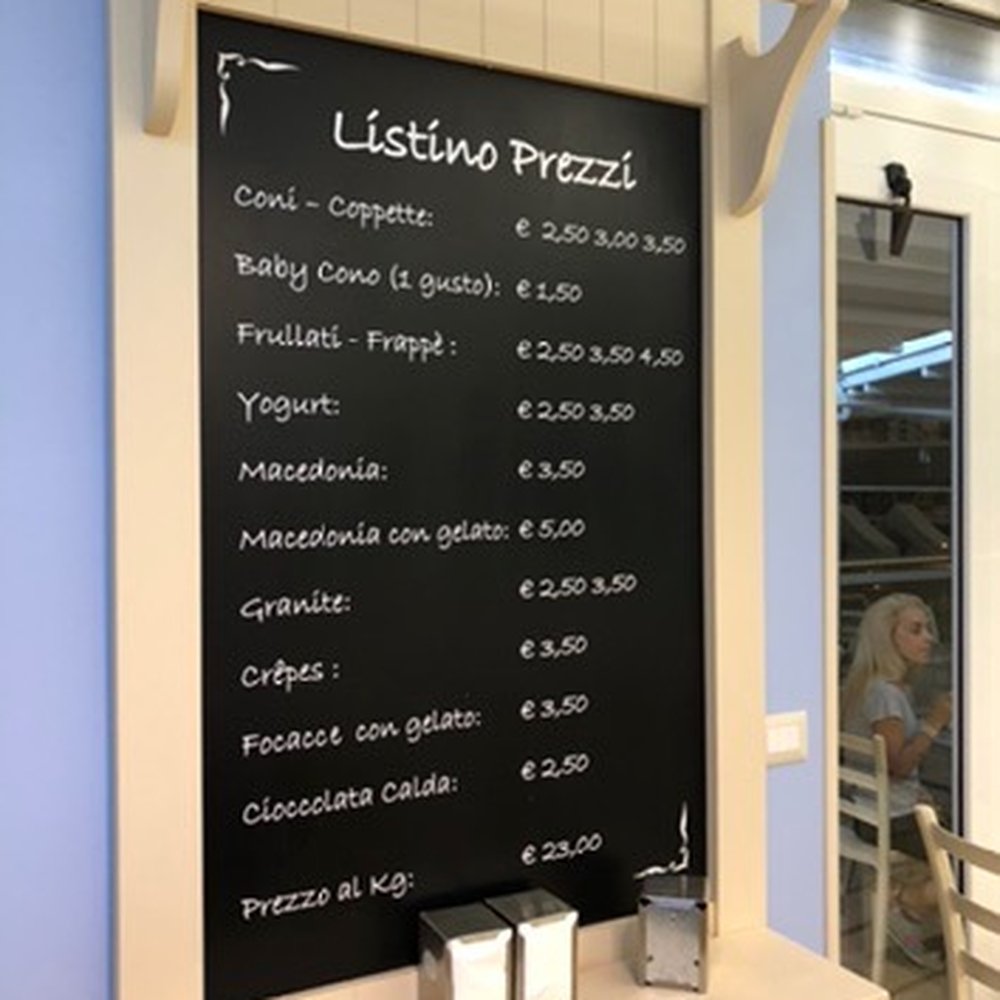 Listino Prezzi
Coni - Coppette: € 2,50 3,00 3,50
Baby Cono (1 gusto): € 1,50
Frullati - Frappè : € 2,50 3,50 4,50
Yogurt: € 2,50 3,50
Macedonia: € 3,50
Macedonia con gelato: € 5,00
Granite: € 2,50 3,50
Crêpes : € 3,50
Focacce con gelato: € 3,50
Cioccolata Calda: € 2,50
Prezzo al Kg: € 23,00